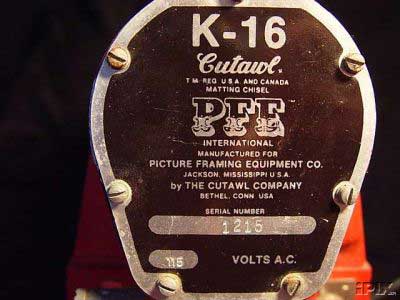 K-16
Cutawl
T.M. REG. U.S.A. AND CANADA
MATTING CHISEL
PFE
INTERNATIONAL
MANUFACTURED FOR
PICTURE FRAMING EQUIPMENT CO.
JACKSON, MISSISSIPPI U.S.A.
by THE CUTAWL COMPANY
BETHEL, CONN USA
SERIAL NUMBER
1215
115 VOLTS A.C.